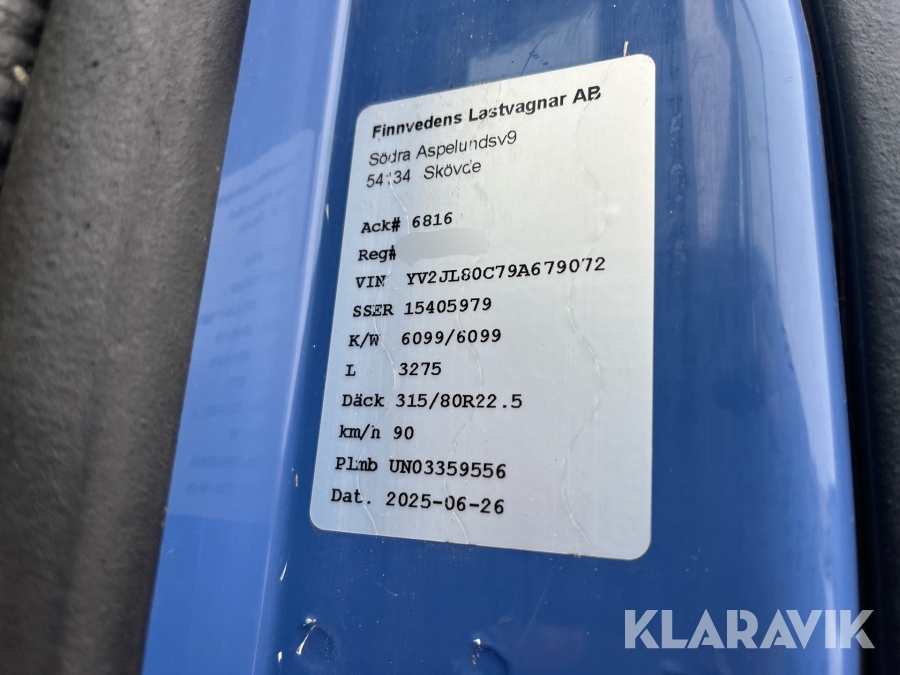 Finnvedens Lastvagnar AB
Södra Aspelundsv9
54134 Skövde
Ack# 6816
Reg#
VIN YV2JL80C79A679072
SSER 15405979
K/W 6099/6099
L 3275
Däck 315/80R22.5
km/h 90
Plmb UN03359556
Dat. 2025-06-26
KLARAVIK